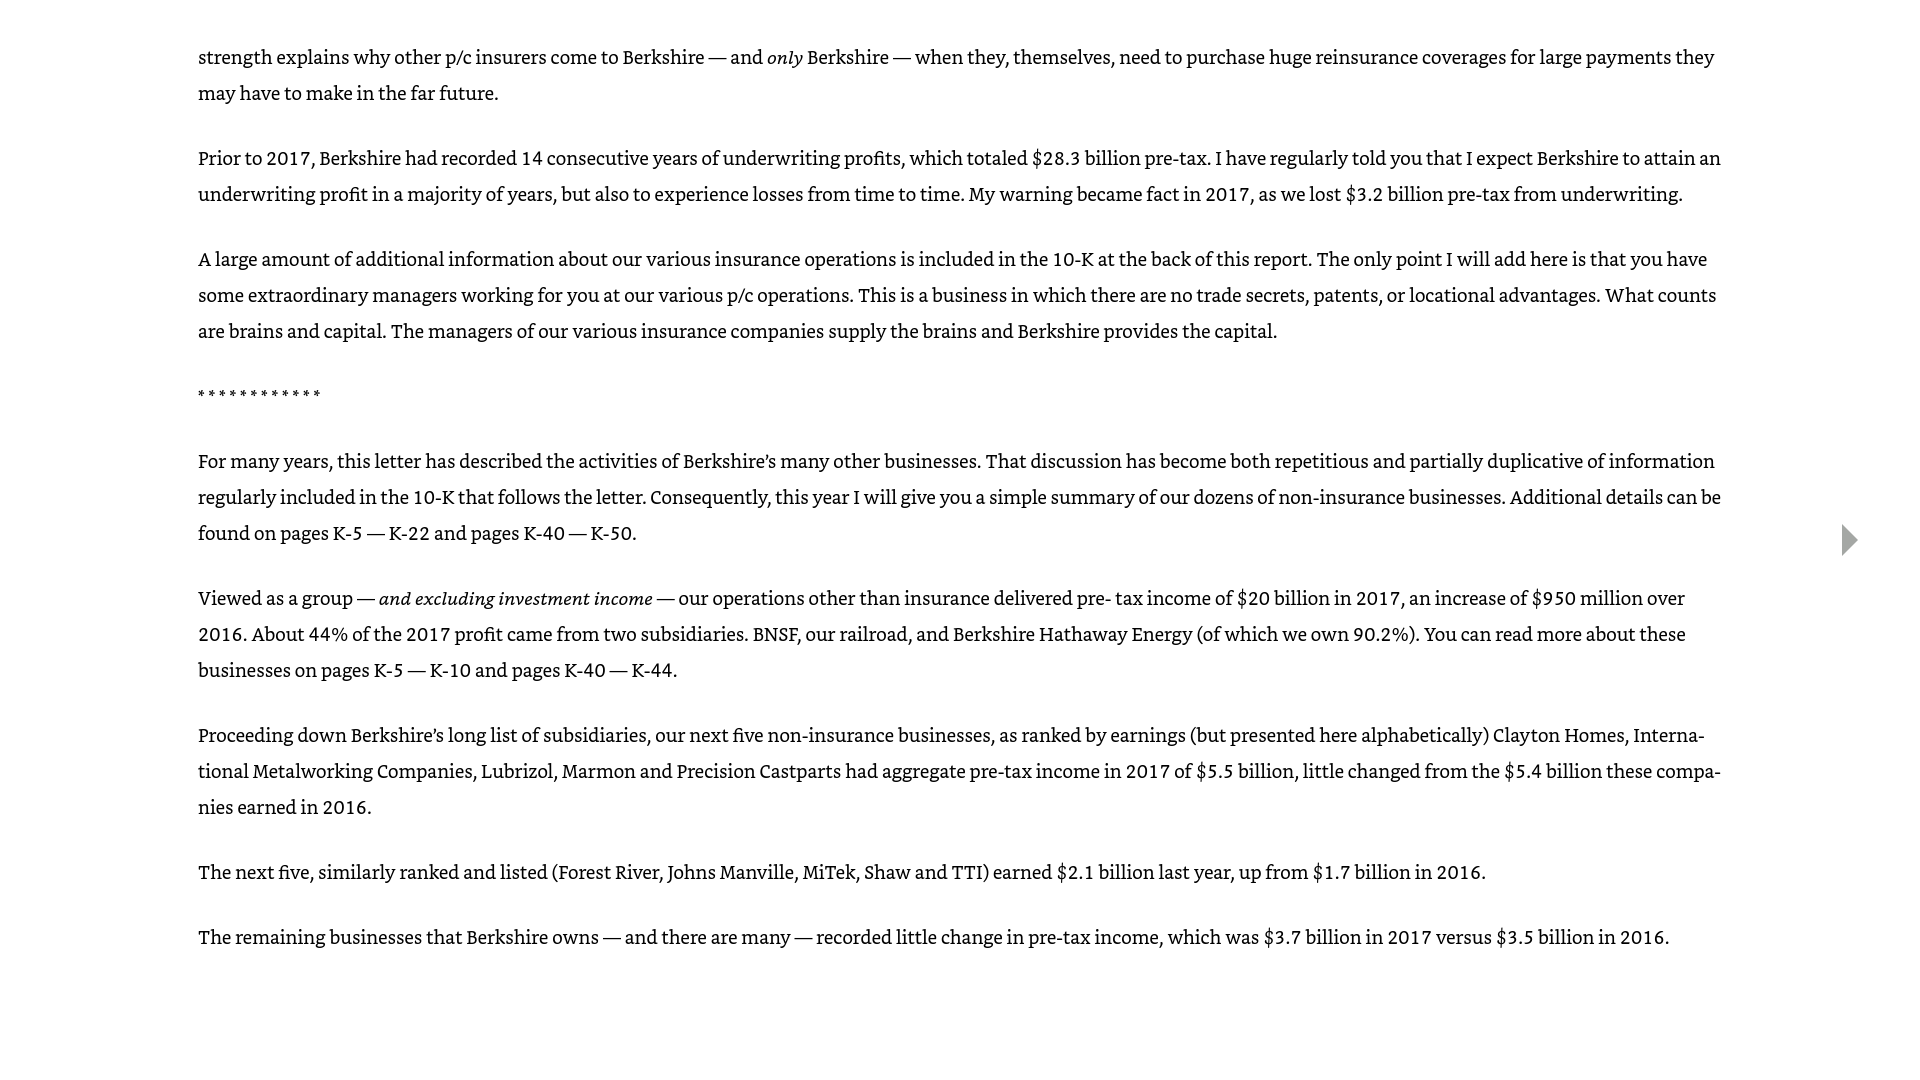 strength explains why other p/c insurers come to Berkshire — and only Berkshire — when they, themselves, need to purchase huge reinsurance coverages for large payments they
may have to make in the far future.
Prior to 2017, Berkshire had recorded 14 consecutive years of underwriting profits, which totaled $28.3 billion pre-tax. I have regularly told you that I expect Berkshire to attain an
underwriting profit in a majority of years, but also to experience losses from time to time. My warning became fact in 2017, as we lost $3.2 billion pre-tax from underwriting.
A large amount of additional information about our various insurance operations is included in the 10-K at the back of this report. The only point I will add here is that you have
some extraordinary managers working for you at our various p/c operations. This is a business in which there are no trade secrets, patents, or locational advantages. What counts
are brains and capital. The managers of our various insurance companies supply the brains and Berkshire provides the capital.
* * * * * * * * * * * *
For many years, this letter has described the activities of Berkshire’s many other businesses. That discussion has become both repetitious and partially duplicative of information
regularly included in the 10-K that follows the letter. Consequently, this year I will give you a simple summary of our dozens of non-insurance businesses. Additional details can be
found on pages K-5 — K-22 and pages K-40 — K-50.
Viewed as a group — and excluding investment income — our operations other than insurance delivered pre- tax income of $20 billion in 2017, an increase of $950 million over
2016. About 44% of the 2017 profit came from two subsidiaries. BNSF, our railroad, and Berkshire Hathaway Energy (of which we own 90.2%). You can read more about these
businesses on pages K-5 — K-10 and pages K-40 — K-44.
Proceeding down Berkshire’s long list of subsidiaries, our next five non-insurance businesses, as ranked by earnings (but presented here alphabetically) Clayton Homes, Interna-
tional Metalworking Companies, Lubrizol, Marmon and Precision Castparts had aggregate pre-tax income in 2017 of $5.5 billion, little changed from the $5.4 billion these compa-
nies earned in 2016.
The next five, similarly ranked and listed (Forest River, Johns Manville, MiTek, Shaw and TTI) earned $2.1 billion last year, up from $1.7 billion in 2016.
The remaining businesses that Berkshire owns — and there are many — recorded little change in pre-tax income, which was $3.7 billion in 2017 versus $3.5 billion in 2016.